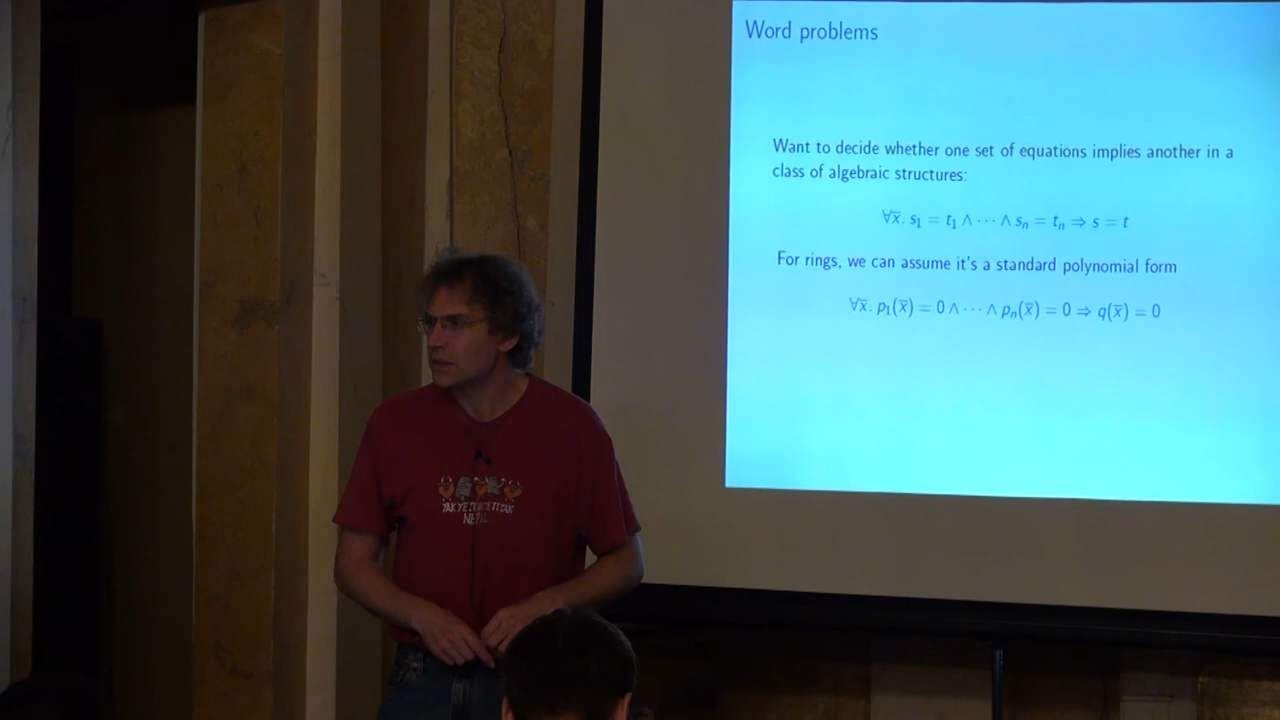 Word problems
Want to decide whether one set of equations implies another in a
class of algebraic structures:
∀x̅. s₁ = t₁ ∧ ⋯ ∧ sₙ = tₙ ⇒ s = t
For rings, we can assume it's a standard polynomial form
∀x̅. p₁(x̅) = 0 ∧ ⋯ ∧ pₙ(x̅) = 0 ⇒ q(x̅) = 0
NEPAL